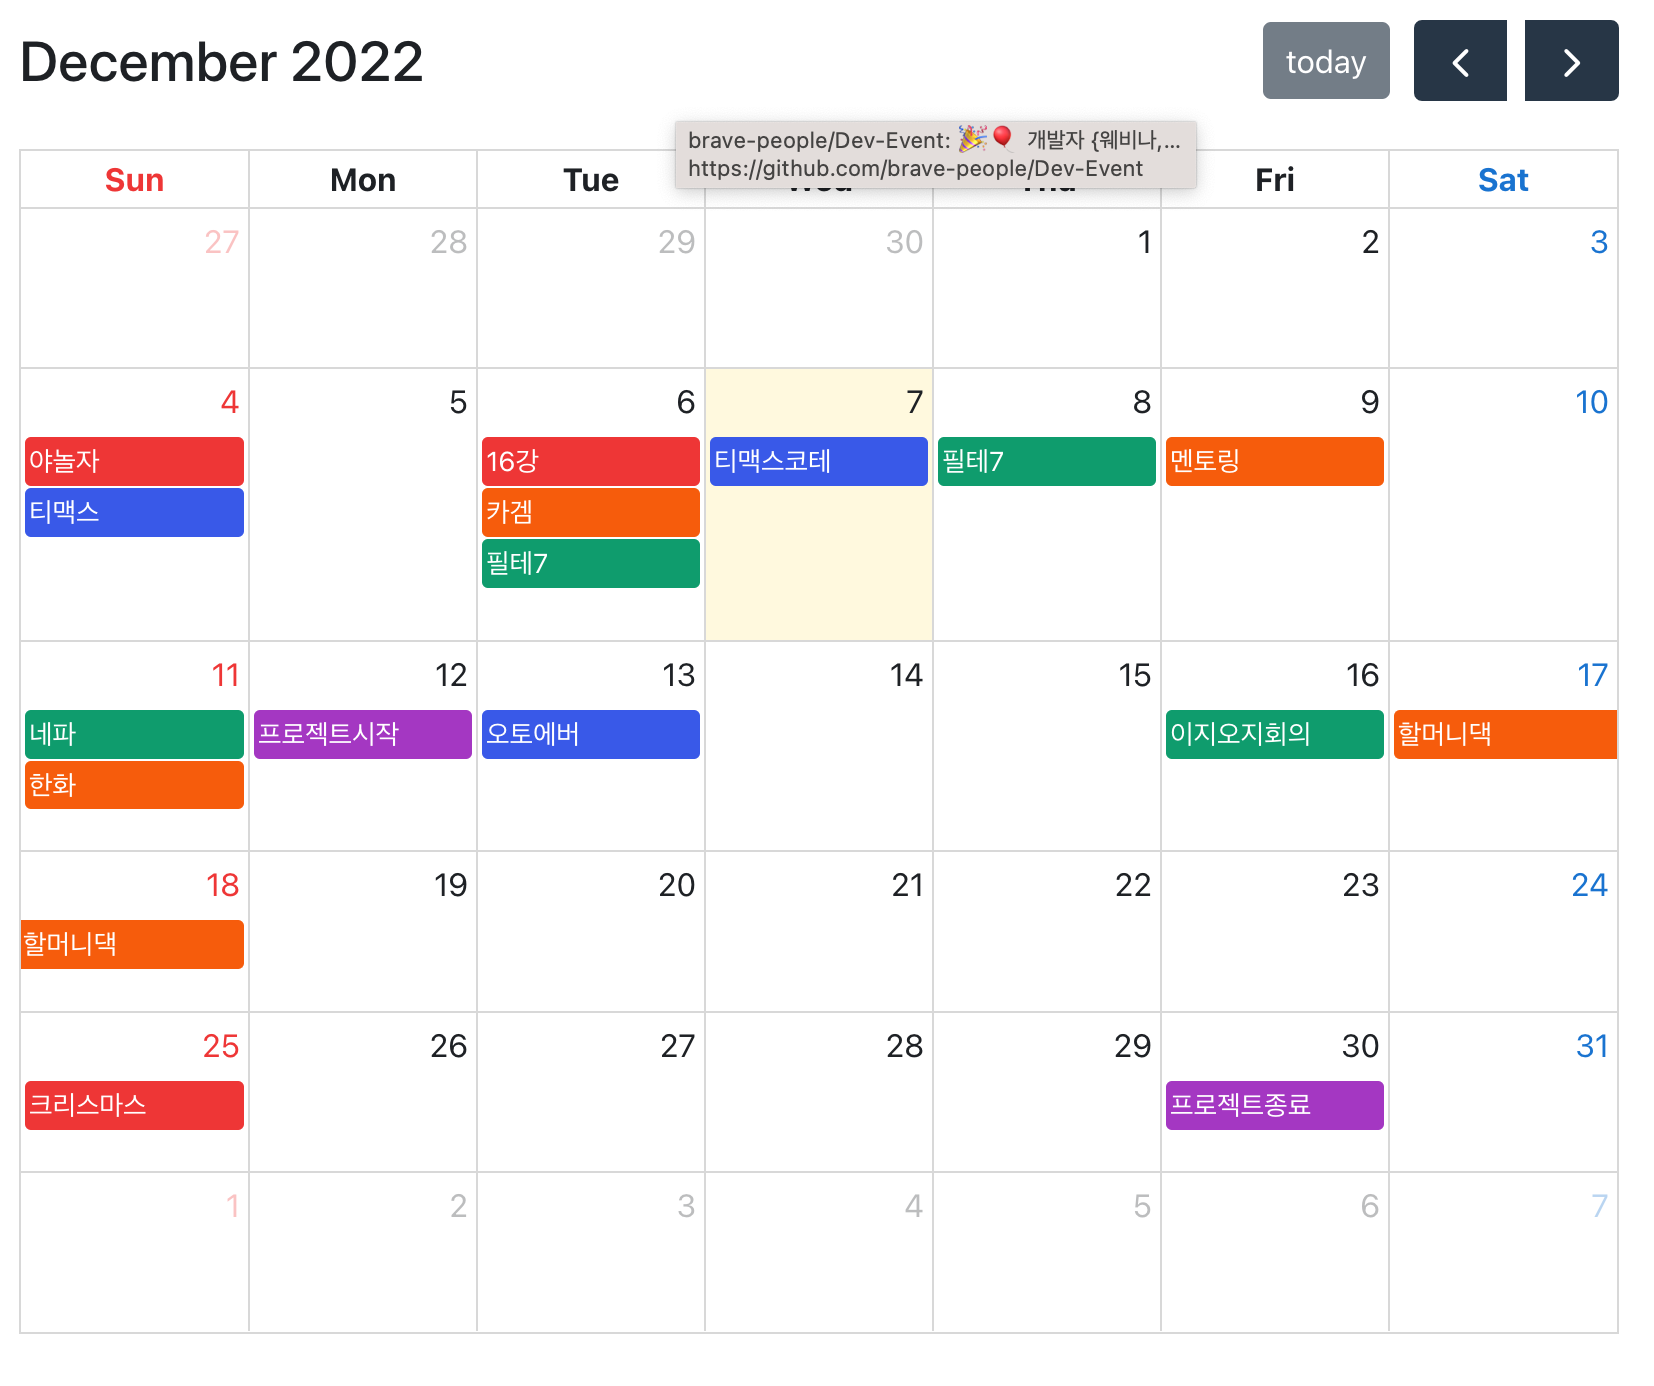 December 2022
today
brave-people/Dev-Event: 🎉🎈 개발자 {웨비나,...
https://github.com/brave-people/Dev-Event
Sun Mon Tue Wed Thu Fri Sat
27 28 29 30 1 2 3
4 5 6 7 8 9 10
야놀자 16강 티맥스코테 필테7 멘토링
티맥스 카겜
필테7
11 12 13 14 15 16 17
네파 프로젝트시작 오토에버 이지오지회의 할머니댁
한화
18 19 20 21 22 23 24
할머니댁
25 26 27 28 29 30 31
크리스마스 프로젝트종료
1 2 3 4 5 6 7